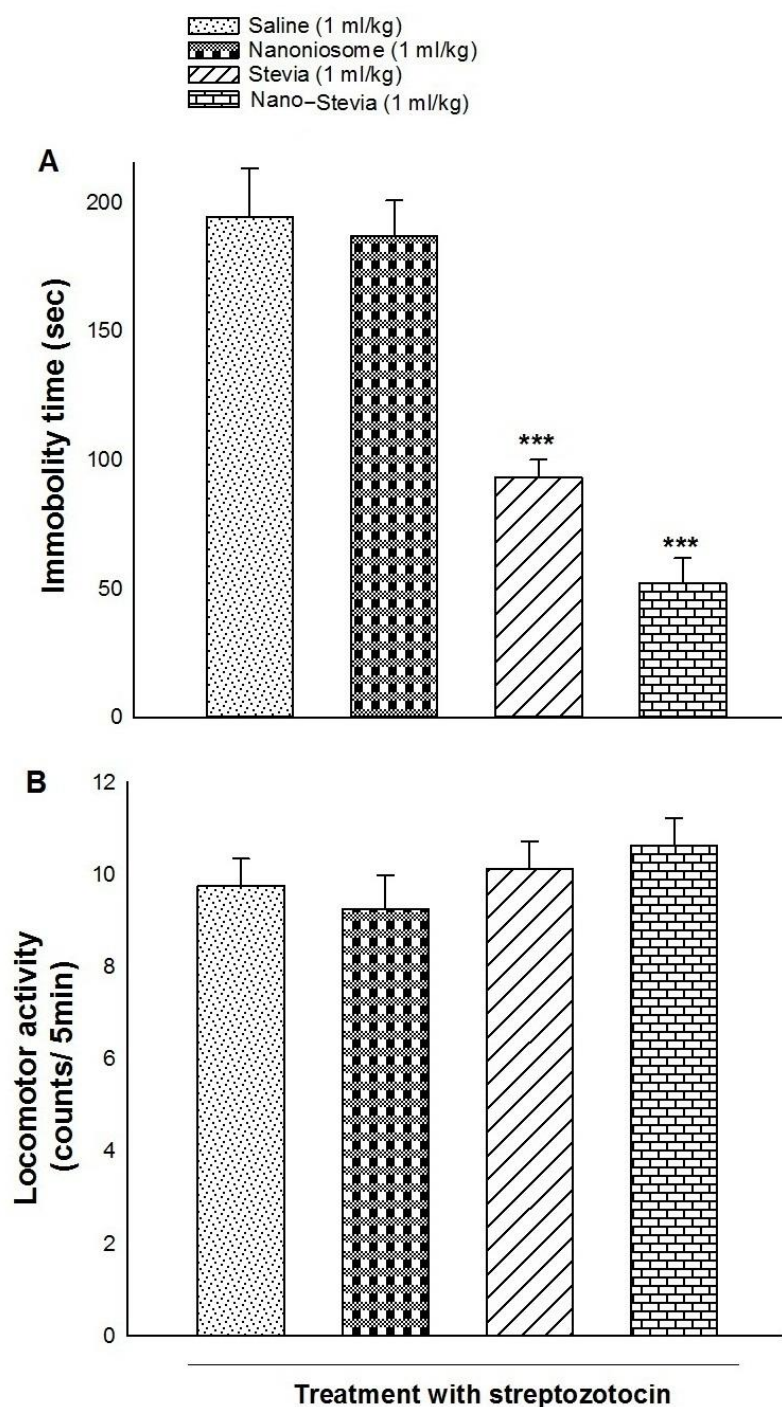 Saline (1 ml/kg)
Nanoniosome (1 ml/kg)
Stevia (1 ml/kg)
Nano-Stevia (1 ml/kg)
A
Immobolity time (sec)
200
150
100
50
0
***
***
B
Locomotor activity
(counts/ 5min)
12
10
8
6
4
2
0
Treatment with streptozotocin